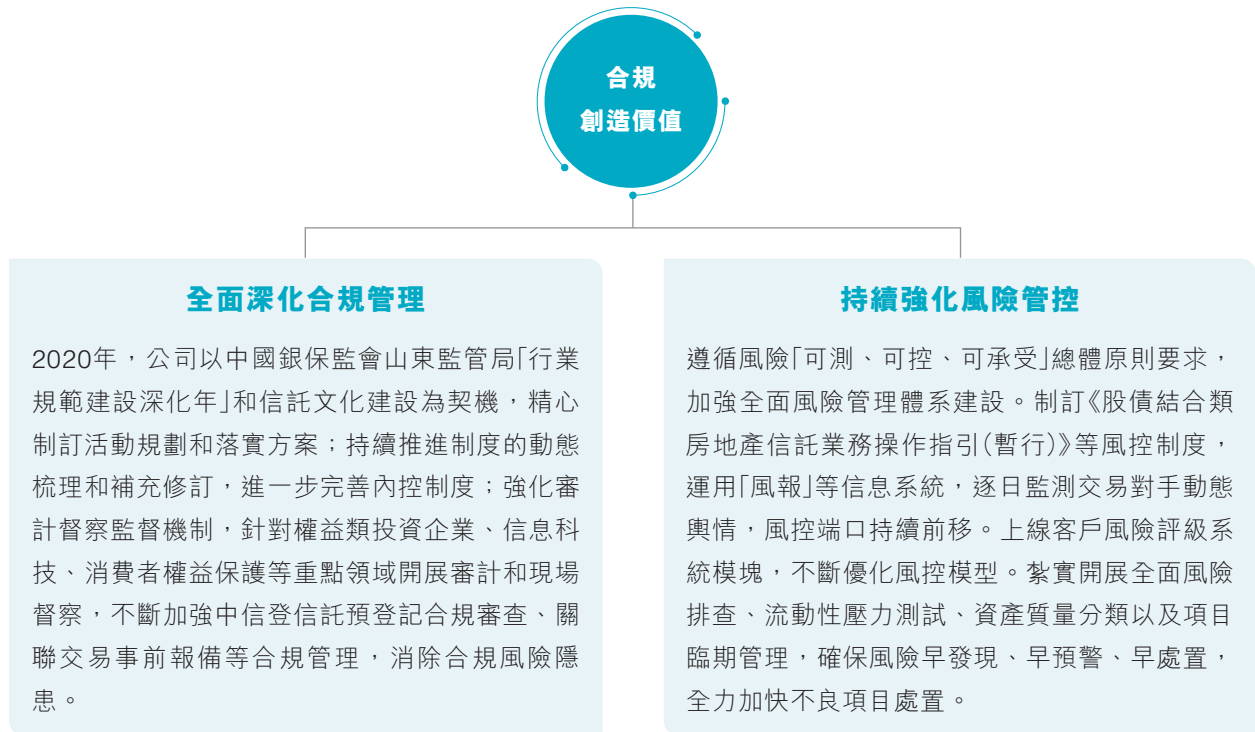 合規
創造價值
全面深化合規管理
2020年，公司以中國銀保監會山東監管局「行業
規範建設深化年」和信託文化建設為契機，精心
制訂活動規劃和落實方案；持續推進制度的動態
梳理和補充修訂，進一步完善內控制度；強化審
計督察監督機制，針對權益類投資企業、信息科
技、消費者權益保護等重點領域開展審計和現場
督察，不斷加強中信登信託預登記合規審查、關
聯交易事前報備等合規管理，消除合規風險隱
患。
持續強化風險管控
遵循風險「可測、可控、可承受」總體原則要求，
加強全面風險管理體系建設。制訂《股債結合類
房地產信託業務操作指引(暫行)》等風控制度，
運用「風報」等信息系統，逐日監測交易對手動態
輿情，風控端口持續前移。上線客戶風險評級系
統模塊，不斷優化風控模型。紮實開展全面風險
排查、流動性壓力測試、資產質量分類以及項目
臨期管理，確保風險早發現、早預警、早處置，
全力加快不良項目處置。